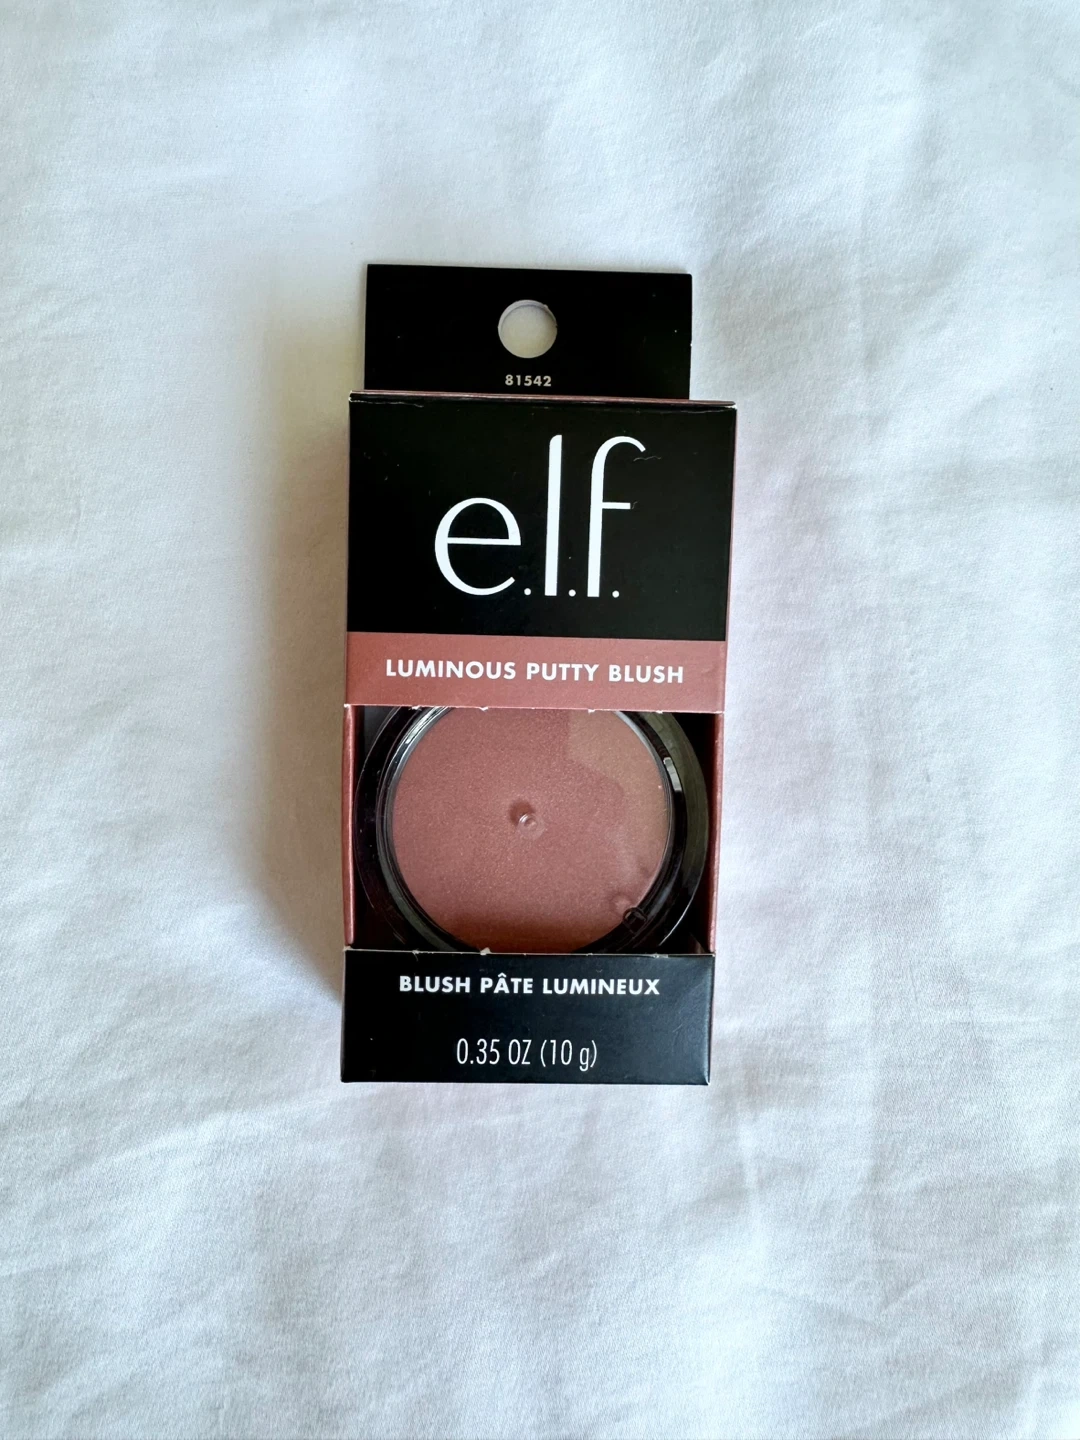 81542
e.l.f.
LUMINOUS PUTTY BLUSH
BLUSH PÂTE LUMINEUX
0.35 OZ (10 g)